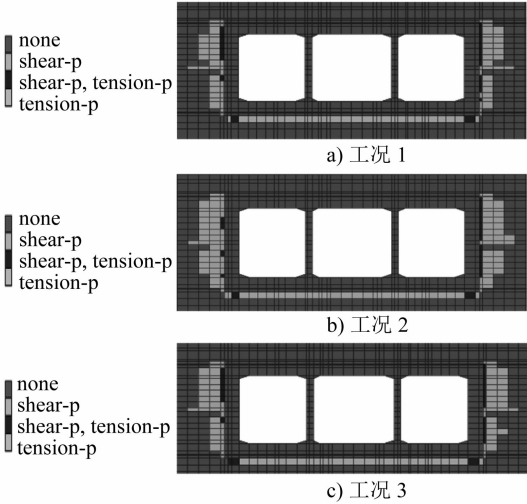 none
shear-p
shear-p, tension-p
tension-p
a) 工况 1
none
shear-p
shear-p, tension-p
tension-p
b) 工况 2
none
shear-p
shear-p, tension-p
tension-p
c) 工况 3